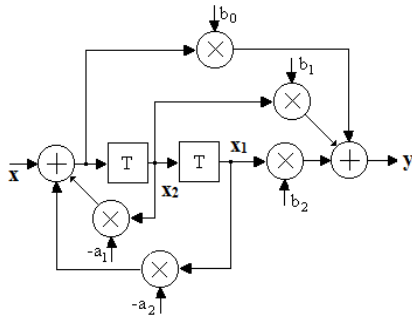 b₀
b₁
x T x₂ T x₁ y
b₂
-a₁
-a₂